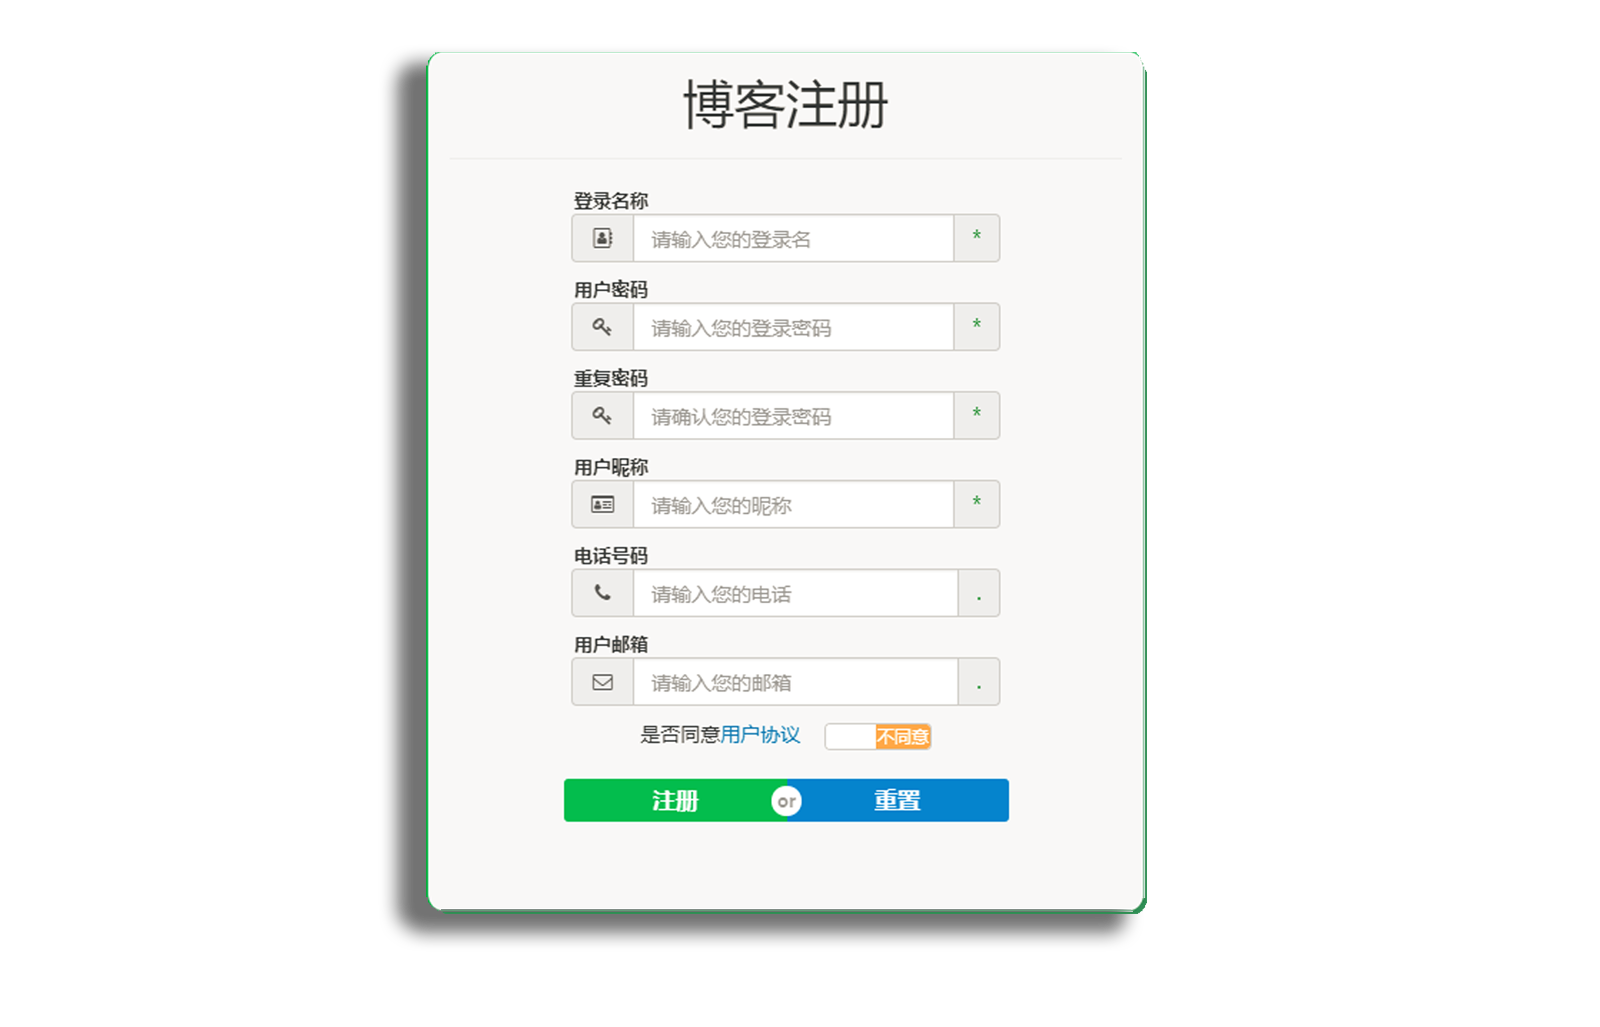 博客注册
登录名称
请输入您的登录名 *
用户密码
请输入您的登录密码 *
重复密码
请确认您的登录密码 *
用户昵称
请输入您的昵称 *
电话号码
请输入您的电话 .
用户邮箱
请输入您的邮箱 .
是否同意用户协议 不同意
注册 or 重置